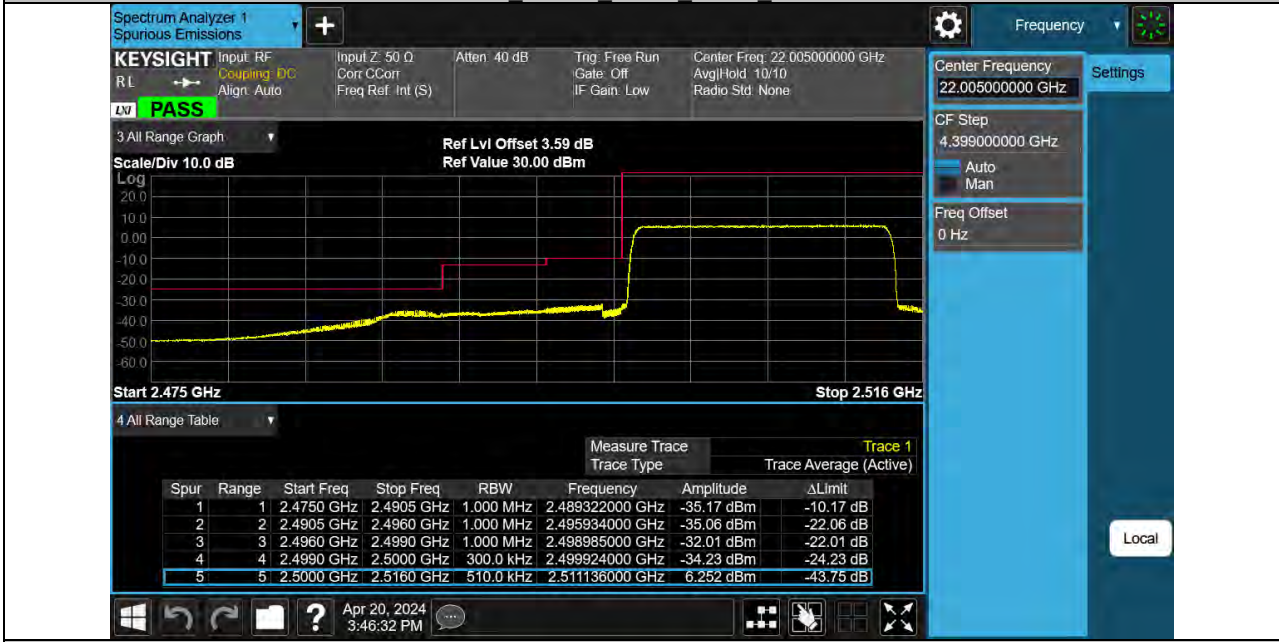 Spectrum Analyzer 1
Spurious Emissions
+
Frequency
KEYSIGHT
Input: RF
Coupling: DC
Align: Auto
Input Z: 50 Ω
Corr CCorr
Freq Ref: Int (S)
Atten: 40 dB
Trig: Free Run
Gate: Off
IF Gain: Low
Center Freq: 22.005000000 GHz
Avg|Hold: 10/10
Radio Std: None
RL
LXI
PASS
Center Frequency
22.005000000 GHz
Settings
CF Step
4.399000000 GHz
Auto
Man
Freq Offset
0 Hz
3 All Range Graph
Ref Lvl Offset 3.59 dB
Scale/Div 10.0 dB
Ref Value 30.00 dBm
Log
20.0
10.0
0.00
-10.0
-20.0
-30.0
-40.0
-50.0
-60.0
Start 2.475 GHz
Stop 2.516 GHz
4 All Range Table
Measure Trace Trace 1
Trace Type Trace Average (Active)
Spur Range Start Freq Stop Freq RBW Frequency Amplitude ΔLimit
1 1 2.4750 GHz 2.4905 GHz 1.000 MHz 2.489322000 GHz -35.17 dBm -10.17 dB
2 2 2.4905 GHz 2.4960 GHz 1.000 MHz 2.495934000 GHz -35.06 dBm -22.06 dB
3 3 2.4960 GHz 2.4990 GHz 1.000 MHz 2.498985000 GHz -32.01 dBm -22.01 dB
4 4 2.4990 GHz 2.5000 GHz 300.0 kHz 2.499924000 GHz -34.23 dBm -24.23 dB
5 5 2.5000 GHz 2.5160 GHz 510.0 kHz 2.511136000 GHz 6.252 dBm -43.75 dB
Local
?
Apr 20, 2024
3:46:32 PM